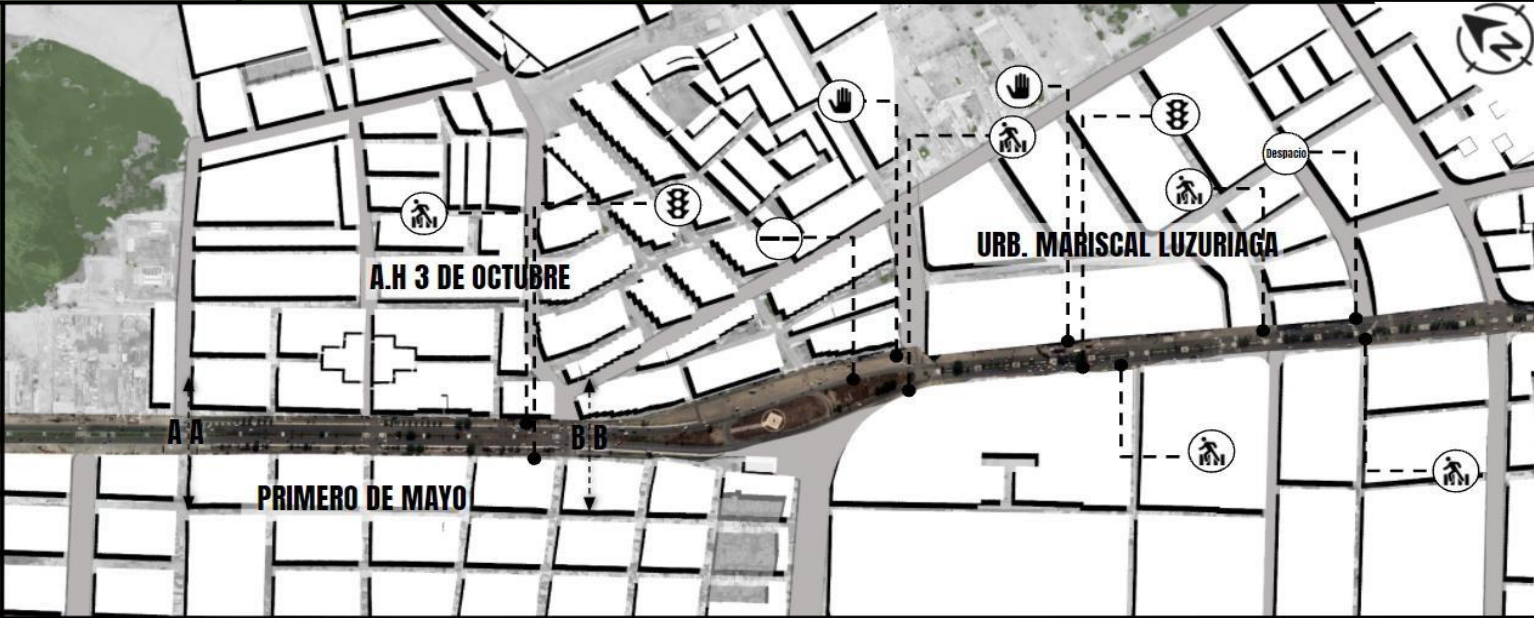 N
Despacio
URB. MARISCAL LUZURIAGA
A.H 3 DE OCTUBRE
A A
B B
PRIMERO DE MAYO